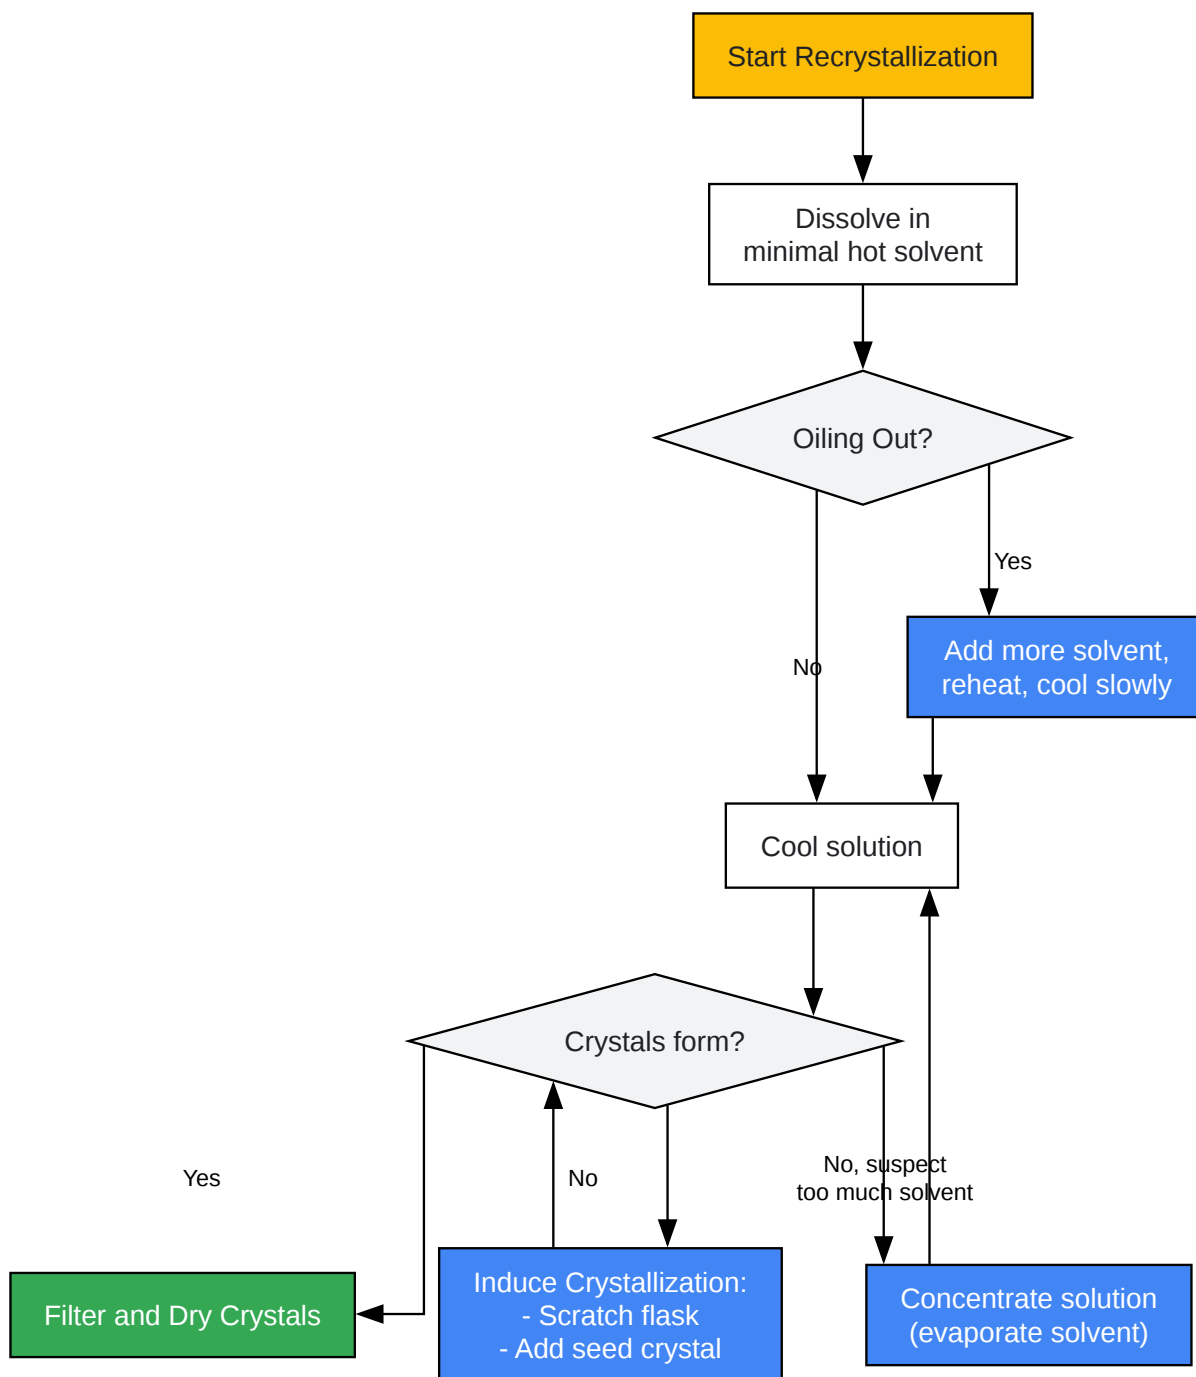 Start Recrystallization
Dissolve in
minimal hot solvent
Oiling Out?
Yes
No
Add more solvent,
reheat, cool slowly
Cool solution
Crystals form?
Yes
No
No, suspect
too much solvent
Filter and Dry Crystals
Induce Crystallization:
- Scratch flask
- Add seed crystal
Concentrate solution
(evaporate solvent)